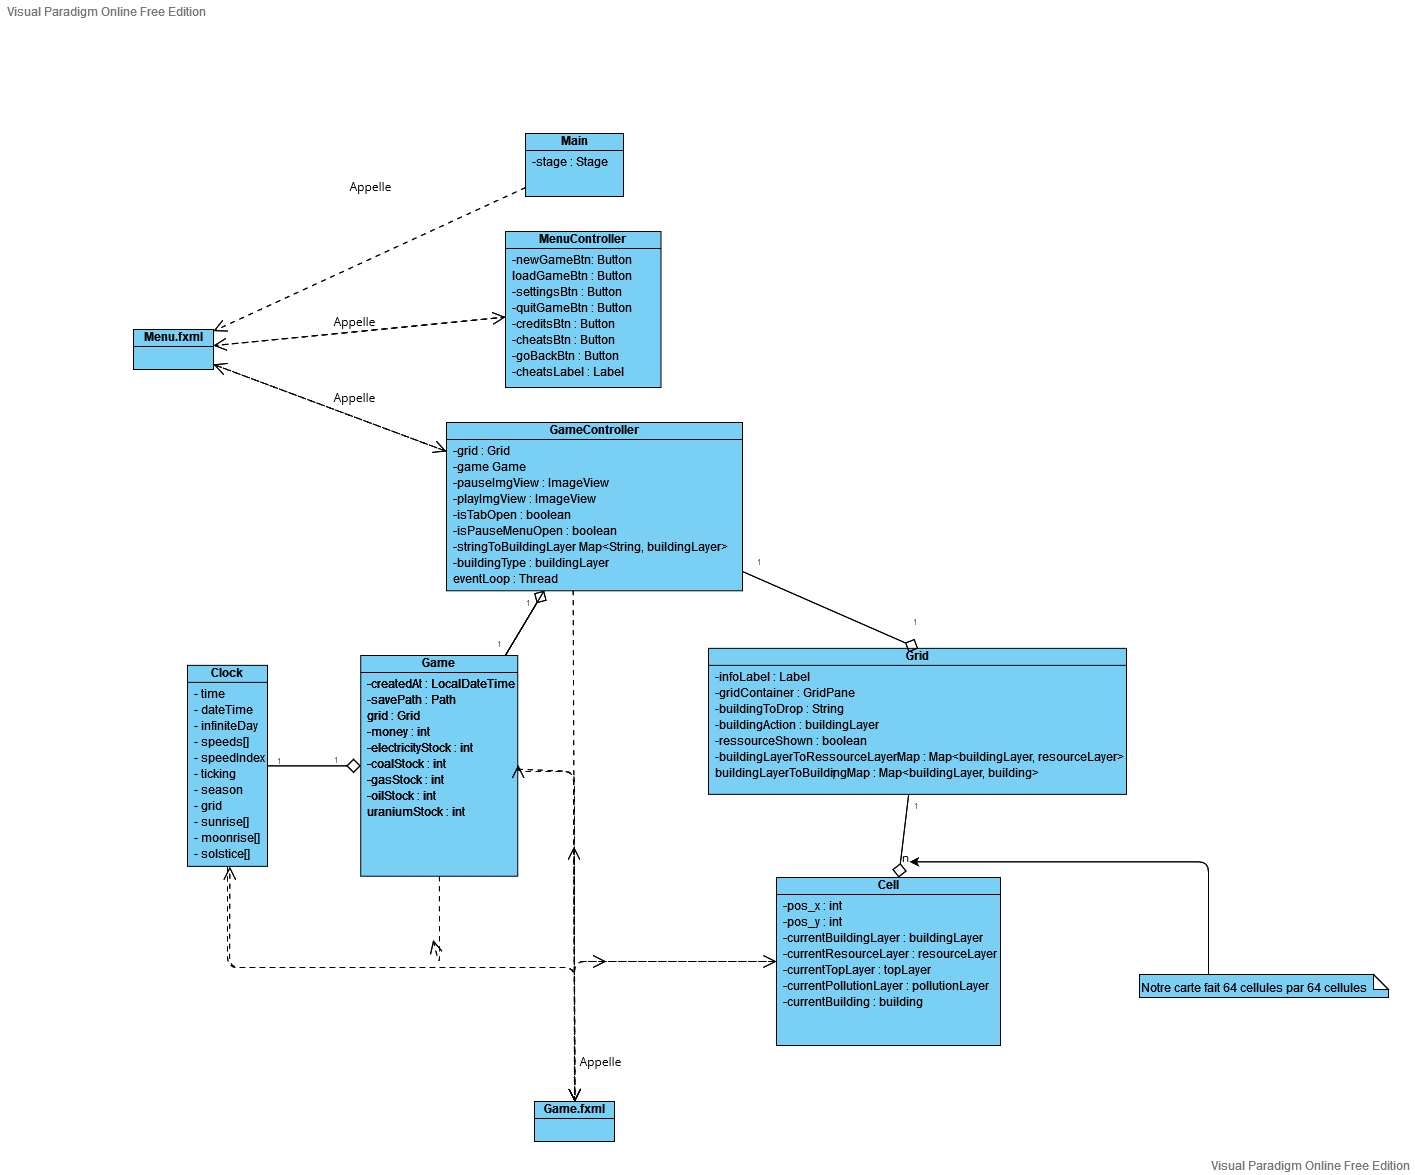 Visual Paradigm Online Free Edition
Main
-stage : Stage
Appelle
MenuController
-newGameBtn: Button
loadGameBtn : Button
-settingsBtn : Button
-quitGameBtn : Button
-creditsBtn : Button
-cheatsBtn : Button
-goBackBtn : Button
-cheatsLabel : Label
Appelle
Menu.fxml
Appelle
GameController
-grid : Grid
-game Game
-pauseImgView : ImageView
-playImgView : ImageView
-isTabOpen : boolean
-isPauseMenuOpen : boolean
-stringToBuildingLayer Map<String, buildingLayer>
-buildingType : buildingLayer
eventLoop : Thread
1
1
1
1
Clock
- time
- dateTime
- infiniteDay
- speeds[]
- speedIndex
- ticking
- season
- grid
- sunrise[]
- moonrise[]
- solstice[]
1
1
Game
-createdAt : LocalDateTime
-savePath : Path
grid : Grid
-money : int
-electricityStock : int
-coalStock : int
-gasStock : int
-oilStock : int
uraniumStock : int
Grid
-infoLabel : Label
-gridContainer : GridPane
-buildingToDrop : String
-buildingAction : buildingLayer
-ressourceShown : boolean
-buildingLayerToRessourceLayerMap : Map<buildingLayer, resourceLayer>
buildingLayerToBuildingMap : Map<buildingLayer, building>
1
n
Cell
-pos_x : int
-pos_y : int
-currentBuildingLayer : buildingLayer
-currentResourceLayer : resourceLayer
-currentTopLayer : topLayer
-currentPollutionLayer : pollutionLayer
-currentBuilding : building
Notre carte fait 64 cellules par 64 cellules
Appelle
Game.fxml
Visual Paradigm Online Free Edition